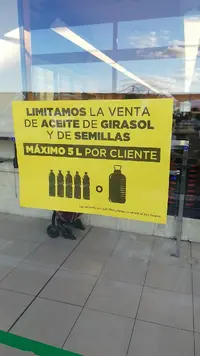 LIMITAMOS LA VENTA
DE ACEITE DE GIRASOL
Y DE SEMILLAS
MÁXIMO 5 L POR CLIENTE
o